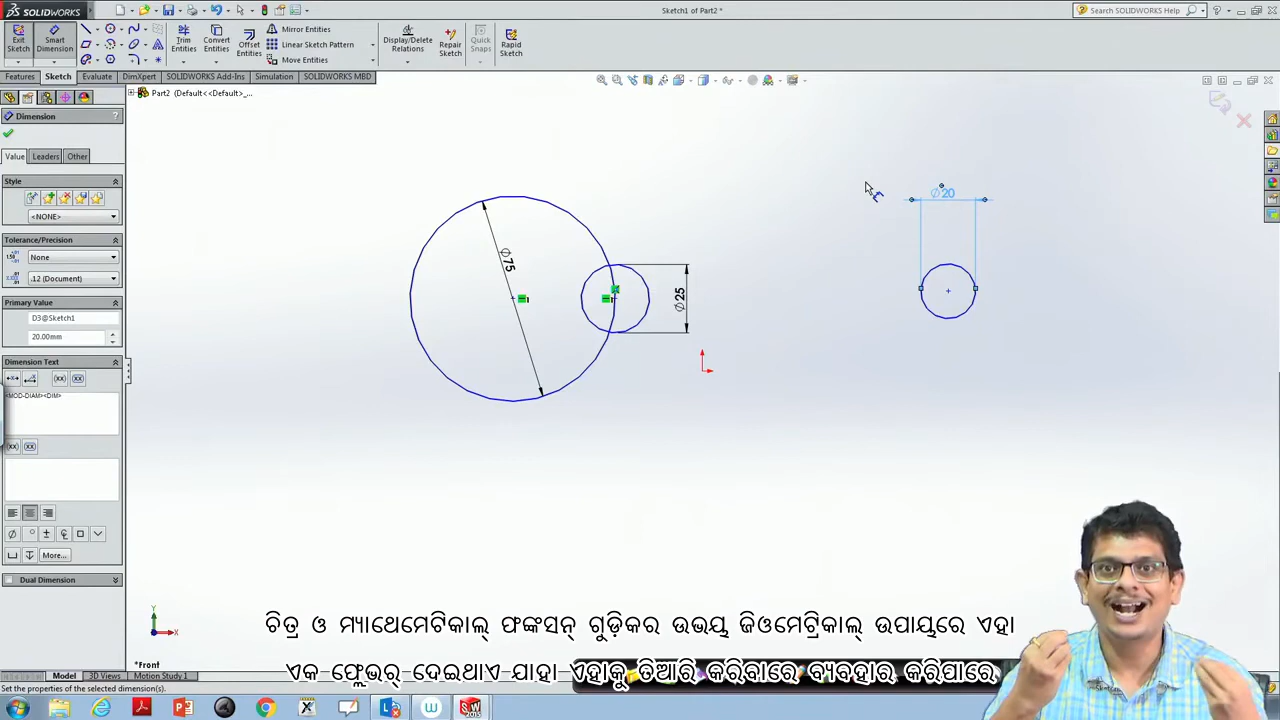 SOLIDWORKS
Sketch1 of Part2 *
Search SOLIDWORKS Help
Exit Sketch
Smart Dimension
Trim Entities
Convert Entities
Offset Entities
Mirror Entities
Linear Sketch Pattern
Move Entities
Display/Delete Relations
Repair Sketch
Quick Snaps
Rapid Sketch
Features Sketch Evaluate DimXpert SOLIDWORKS Add-Ins Simulation SOLIDWORKS MBD
Part2 (Default<<Default>_...
Dimension
Value Leaders Other
Style
<NONE>
Tolerance/Precision
None
.12 (Document)
Primary Value
D3@Sketch1
20.00mm
Dimension Text
<MOD-DIAM><DIM>
More...
Dual Dimension
∅75
∅25
∅20
Y
X
*Front
Model 3D Views Motion Study 1
Set the properties of the selected dimension(s).
ଚିତ୍ର ଓ ମ୍ୟାଥେମେଟିକାଲ୍ ଫଙ୍କସନ୍ ଗୁଡ଼ିକର ଉଭୟ ଜିଓମେଟ୍ରିକାଲ୍ ଉପାୟରେ ଏହା
ଏକ ଫ୍ଲେଭର୍ ଦେଇଥାଏ ଯାହା ଏହାକୁ ତିଆରି କରିବାରେ ବ୍ୟବହାର କରିପାରେ